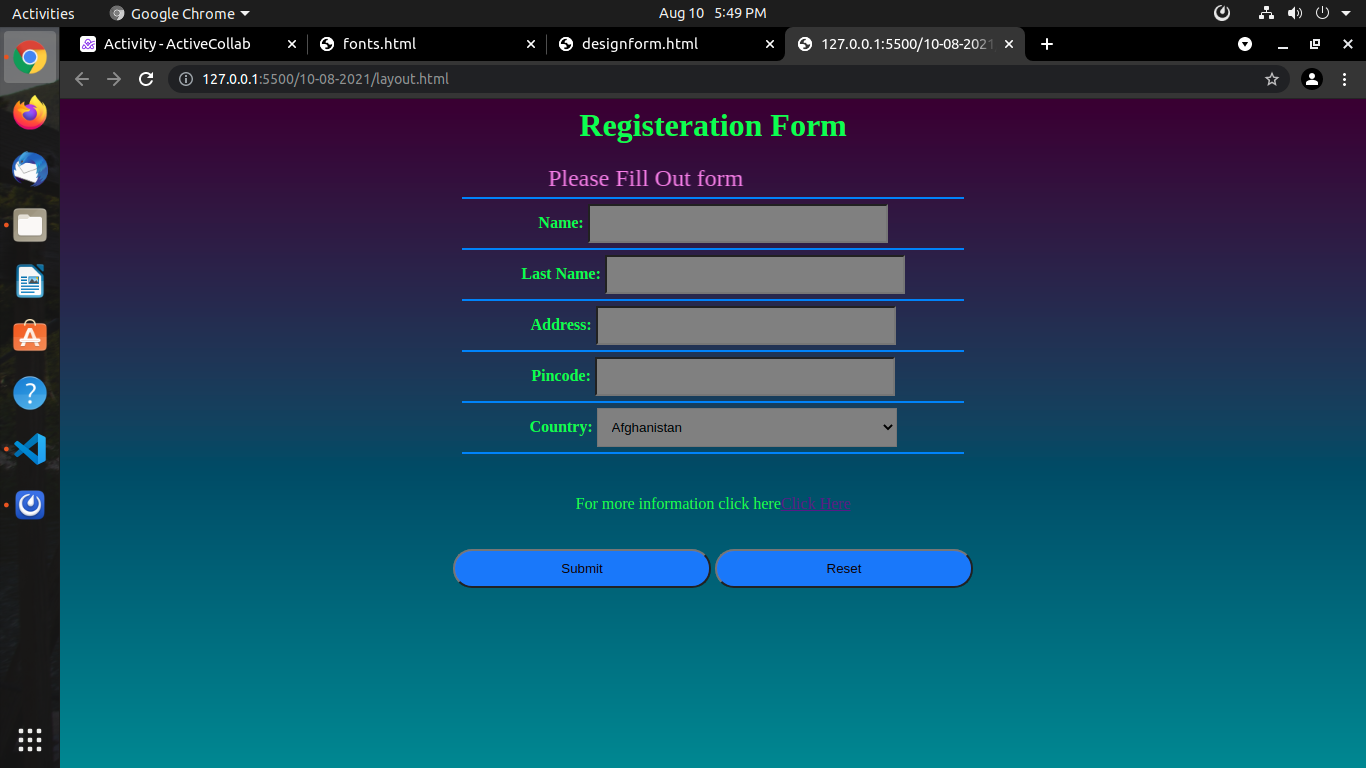 Activities Google Chrome Aug 10 5:49 PM
Activity - ActiveCollab fonts.html designform.html 127.0.0.1:5500/10-08-2021
127.0.0.1:5500/10-08-2021/layout.html
Registeration Form
Please Fill Out form
Name:
Last Name:
Address:
Pincode:
Country: Afghanistan
For more information click hereClick Here
Submit Reset